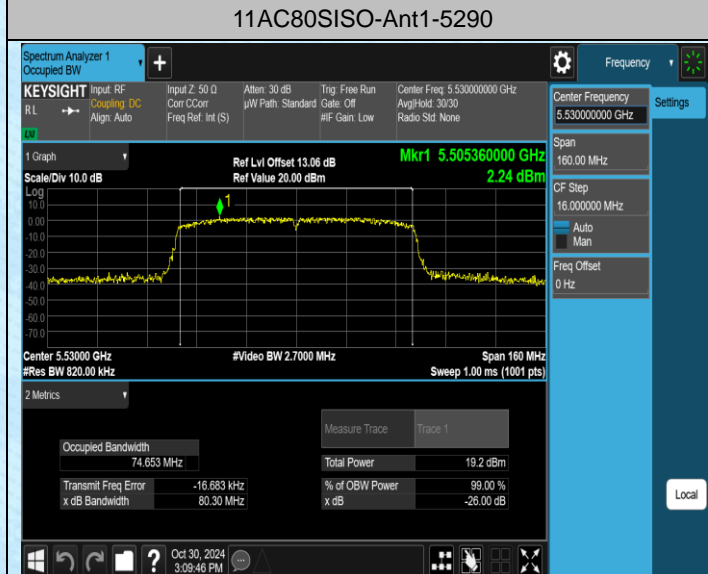 11AC80SISO-Ant1-5290
Spectrum Analyzer 1
Occupied BW
Frequency
KEYSIGHT
RL
Input: RF
Coupling: DC
Align: Auto
Input Z: 50 Ω
Corr CCorr
Freq Ref: Int (S)
Atten: 30 dB
µW Path: Standard
Trig: Free Run
Gate: Off
#IF Gain: Low
Center Freq: 5.530000000 GHz
Avg|Hold: 30/30
Radio Std: None
1 Graph
Scale/Div 10.0 dB
Ref Lvl Offset 13.06 dB
Ref Value 20.00 dBm
Mkr1 5.505360000 GHz
2.24 dBm
Log
10.0
0.00
-10.0
-20.0
-30.0
-40.0
-50.0
-60.0
-70.0
1
Center 5.53000 GHz
#Res BW 820.00 kHz
#Video BW 2.7000 MHz
Span 160 MHz
Sweep 1.00 ms (1001 pts)
2 Metrics
Measure Trace Trace 1
Occupied Bandwidth
74.653 MHz
Total Power 19.2 dBm
Transmit Freq Error -16.683 kHz
% of OBW Power 99.00 %
x dB Bandwidth 80.30 MHz
x dB -26.00 dB
Center Frequency
5.530000000 GHz
Settings
Span
160.00 MHz
CF Step
16.000000 MHz
Auto
Man
Freq Offset
0 Hz
Local
?
Oct 30, 2024
3:09:46 PM